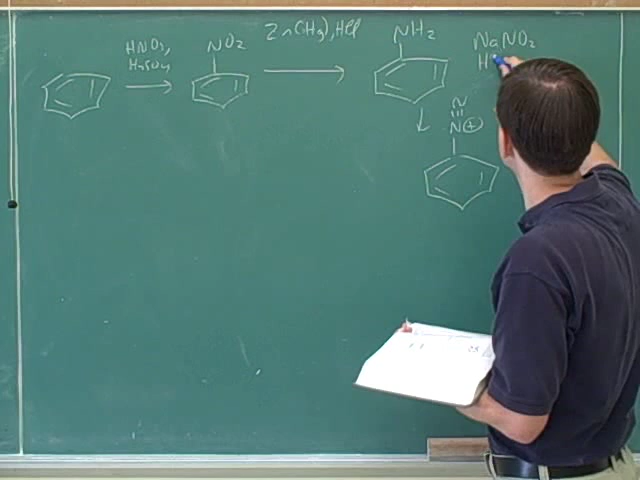 HNO3,
H2SO4
NO2
Zn(Hg), HCl
NH2
NaNO2
H
N
N+